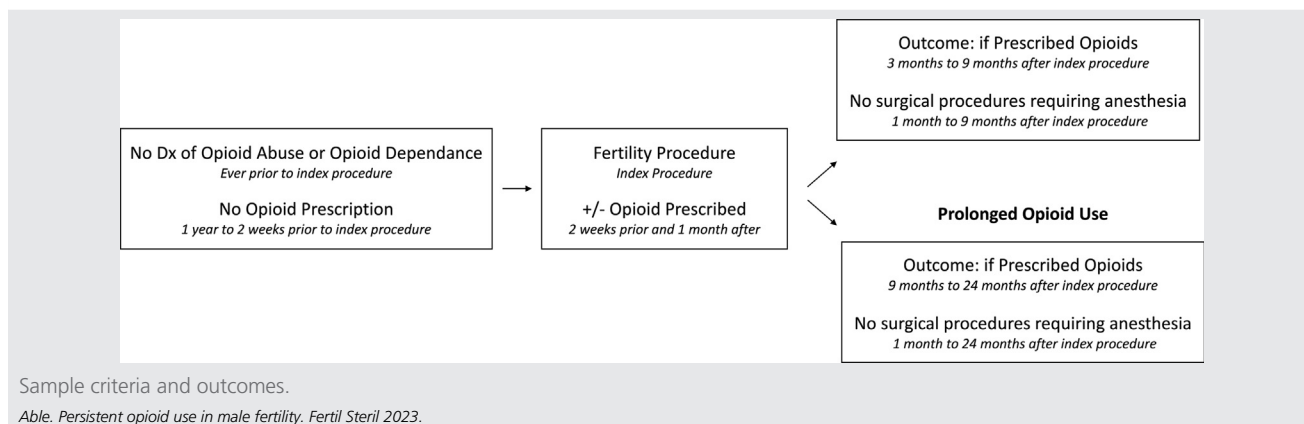 No Dx of Opioid Abuse or Opioid Dependance
Ever prior to index procedure
No Opioid Prescription
1 year to 2 weeks prior to index procedure
Fertility Procedure
Index Procedure
+/- Opioid Prescribed
2 weeks prior and 1 month after
Outcome: if Prescribed Opioids
3 months to 9 months after index procedure
No surgical procedures requiring anesthesia
1 month to 9 months after index procedure
Prolonged Opioid Use
Outcome: if Prescribed Opioids
9 months to 24 months after index procedure
No surgical procedures requiring anesthesia
1 month to 24 months after index procedure
Sample criteria and outcomes.
Able. Persistent opioid use in male fertility. Fertil Steril 2023.